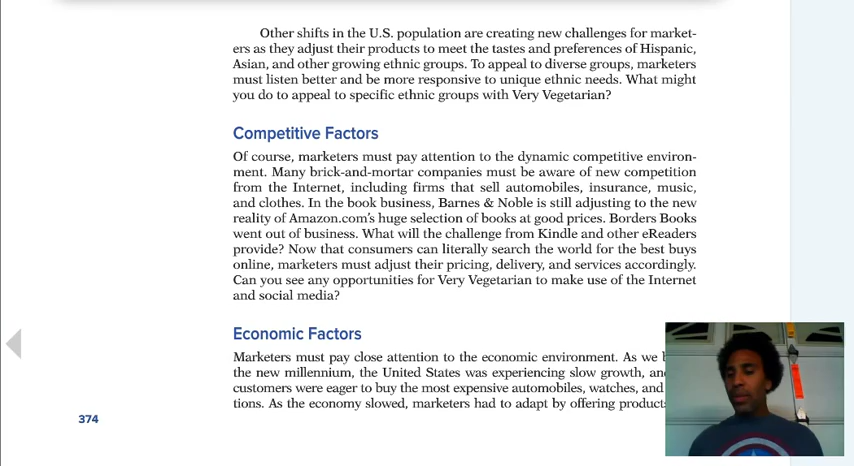 Other shifts in the U.S. population are creating new challenges for market-
ers as they adjust their products to meet the tastes and preferences of Hispanic,
Asian, and other growing ethnic groups. To appeal to diverse groups, marketers
must listen better and be more responsive to unique ethnic needs. What might
you do to appeal to specific ethnic groups with Very Vegetarian?
Competitive Factors
Of course, marketers must pay attention to the dynamic competitive environ-
ment. Many brick-and-mortar companies must be aware of new competition
from the Internet, including firms that sell automobiles, insurance, music,
and clothes. In the book business, Barnes & Noble is still adjusting to the new
reality of Amazon.com's huge selection of books at good prices. Borders Books
went out of business. What will the challenge from Kindle and other eReaders
provide? Now that consumers can literally search the world for the best buys
online, marketers must adjust their pricing, delivery, and services accordingly.
Can you see any opportunities for Very Vegetarian to make use of the Internet
and social media?
Economic Factors
Marketers must pay close attention to the economic environment. As we
the new millennium, the United States was experiencing slow growth,
customers were eager to buy the most expensive automobiles, watches, and
tions. As the economy slowed, marketers had to adapt by offering
374